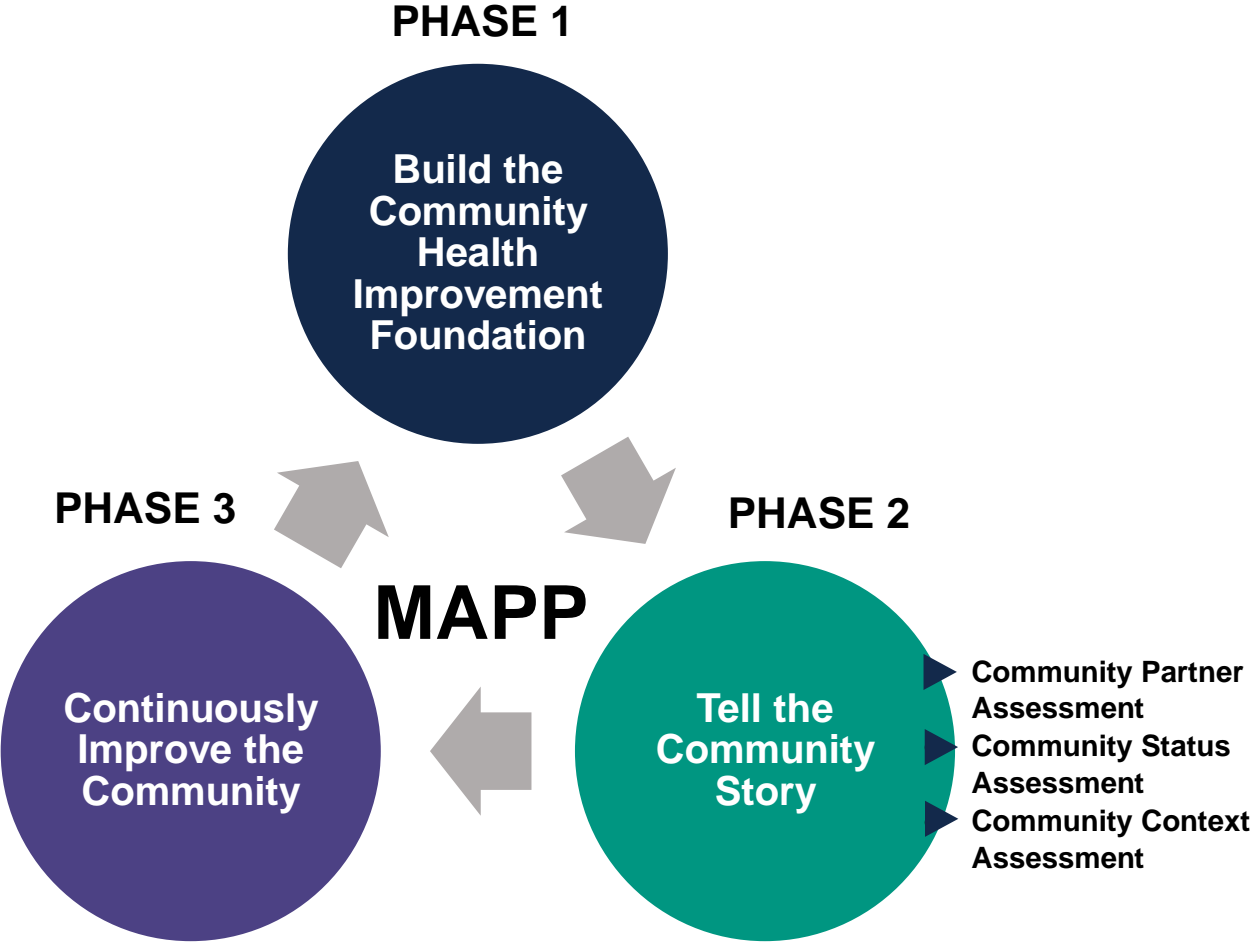 PHASE 1
Build the
Community
Health
Improvement
Foundation
PHASE 2
Tell the
Community
Story
Community Partner
Assessment
Community Status
Assessment
Community Context
Assessment
PHASE 3
Continuously
Improve the
Community
MAPP